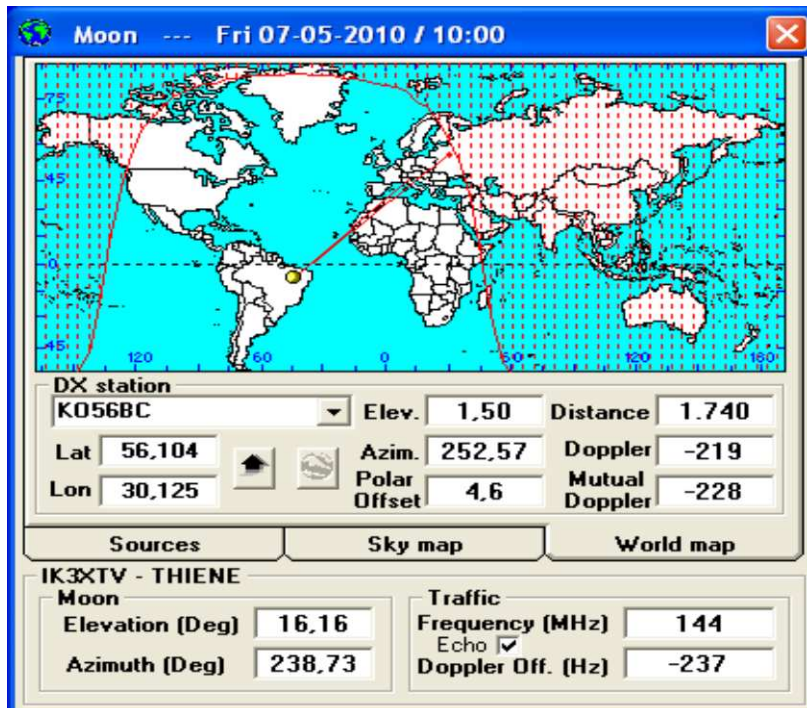 Moon --- Fri 07-05-2010 / 10:00
75
45
0
45
120 60 0 60 120 160
DX station
KO56BC Elev. 1,50 Distance 1.740
Lat 56,104 Azim. 252,57 Doppler -219
Lon 30,125 Polar Offset 4,6 Mutual Doppler -228
Sources Sky map World map
IK3XTV - THIENE
Moon Traffic
Elevation (Deg) 16,16 Frequency (MHz) 144
Echo
Azimuth (Deg) 238,73 Doppler Off. (Hz) -237